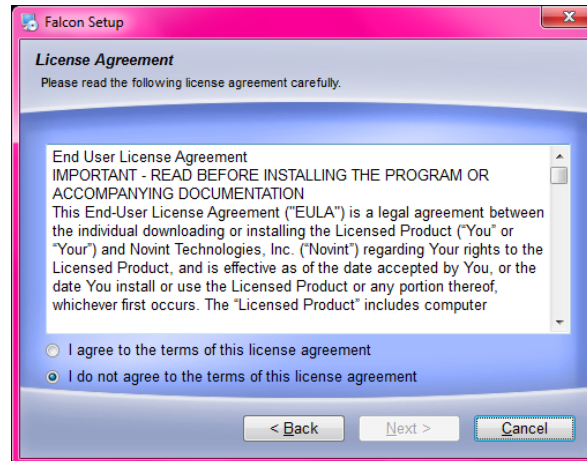 Falcon Setup
License Agreement
Please read the following license agreement carefully.
End User License Agreement
IMPORTANT - READ BEFORE INSTALLING THE PROGRAM OR
ACCOMPANYING DOCUMENTATION
This End-User License Agreement ("EULA") is a legal agreement between
the individual downloading or installing the Licensed Product (“You” or
“Your”) and Novint Technologies, Inc. (“Novint”) regarding Your rights to the
Licensed Product, and is effective as of the date accepted by You, or the
date You install or use the Licensed Product or any portion thereof,
whichever first occurs. The “Licensed Product” includes computer
I agree to the terms of this license agreement
I do not agree to the terms of this license agreement
< Back
Next >
Cancel